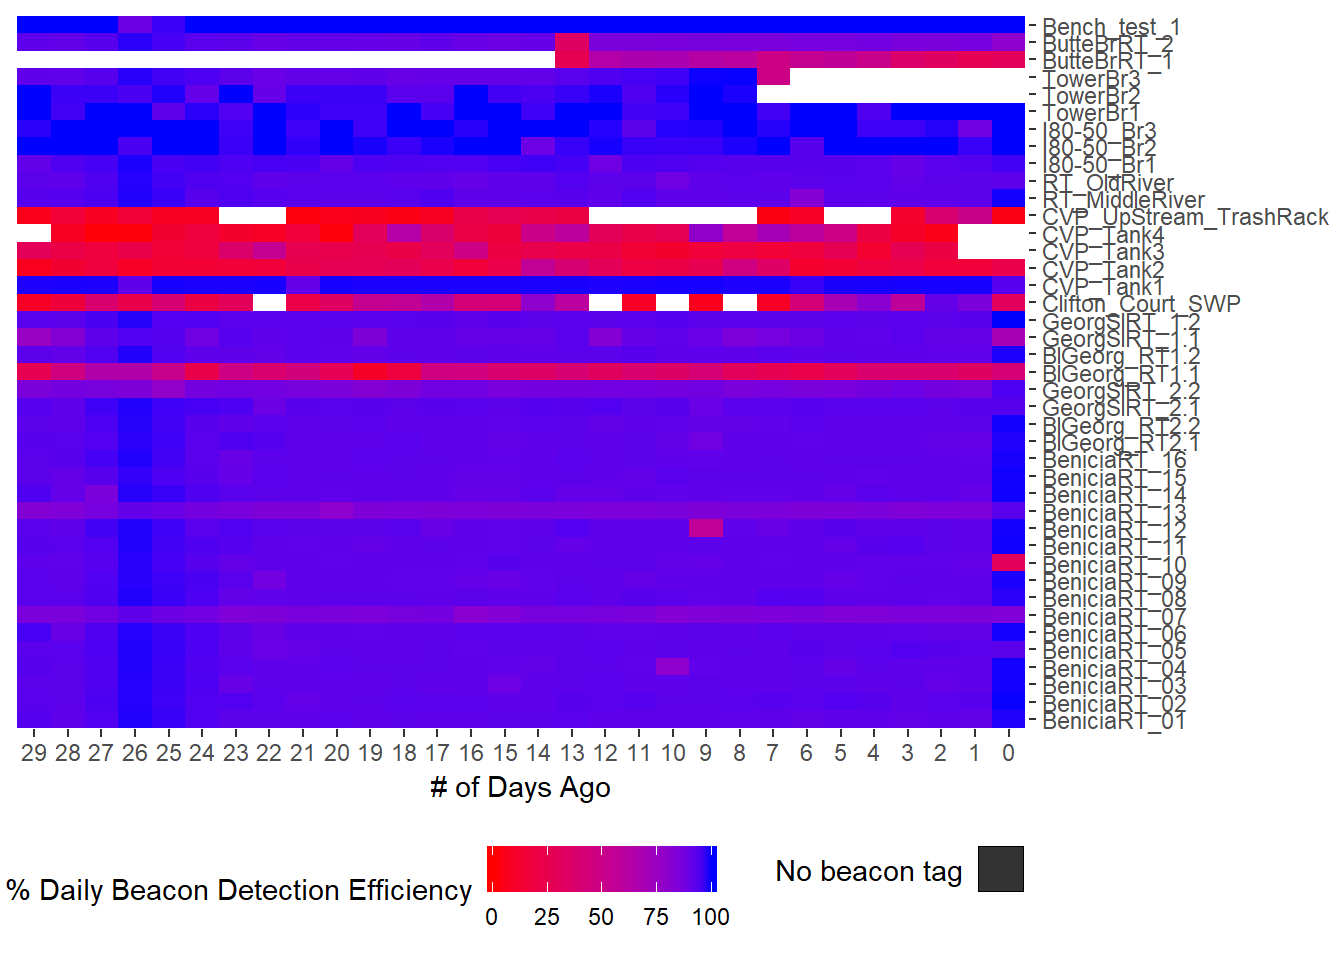 Bench_test_1
ButteBrRT_2
ButteBrRT_1
TowerBr3
TowerBr2
TowerBr1
I80-50_Br3
I80-50_Br2
I80-50_Br1
RT_OldRiver
RT_MiddleRiver
CVP_UpStream_TrashRack
CVP_Tank4
CVP_Tank3
CVP_Tank2
CVP_Tank1
Clifton_Court_SWP
GeorgSlRT_1.2
GeorgSlRT_1.1
BlGeorg_RT1.2
BlGeorg_RT1.1
GeorgSlRT_2.2
GeorgSlRT_2.1
BlGeorg_RT2.2
BlGeorg_RT2.1
BeniciaRT_16
BeniciaRT_15
BeniciaRT_14
BeniciaRT_13
BeniciaRT_12
BeniciaRT_11
BeniciaRT_10
BeniciaRT_09
BeniciaRT_08
BeniciaRT_07
BeniciaRT_06
BeniciaRT_05
BeniciaRT_04
BeniciaRT_03
BeniciaRT_02
BeniciaRT_01
29 28 27 26 25 24 23 22 21 20 19 18 17 16 15 14 13 12 11 10 9 8 7 6 5 4 3 2 1 0
# of Days Ago
% Daily Beacon Detection Efficiency
0 25 50 75 100
No beacon tag